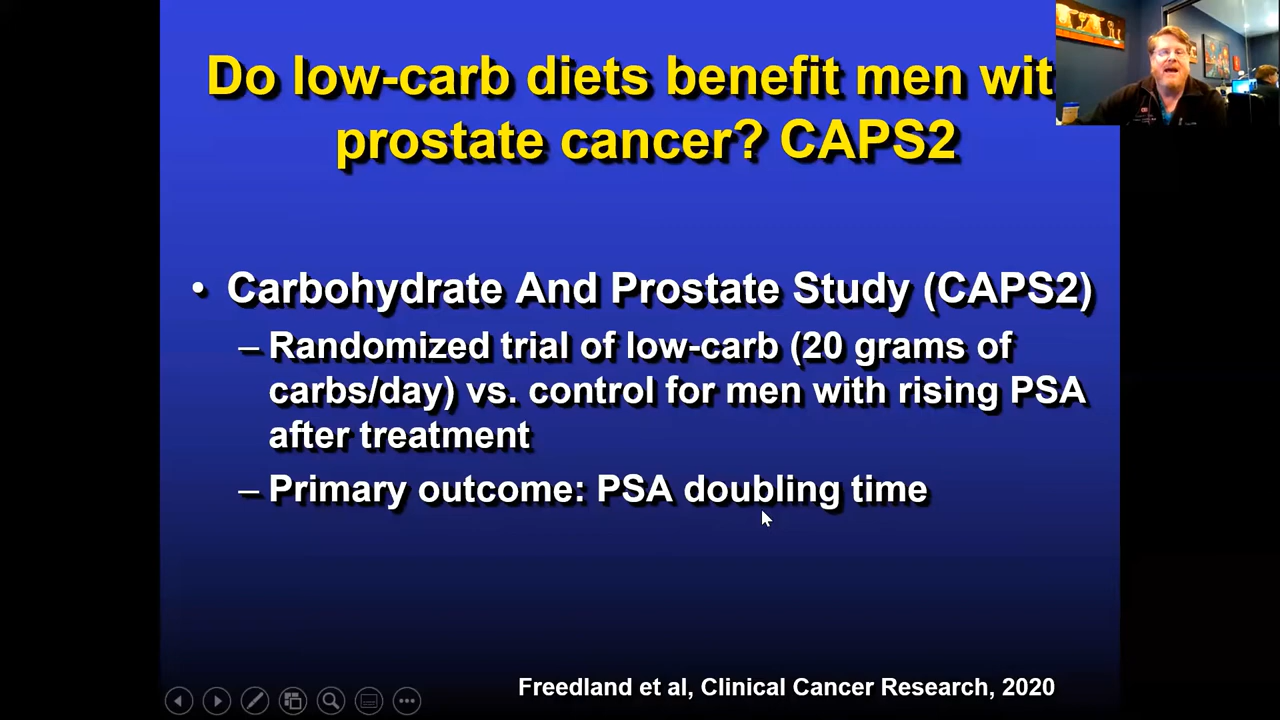 Do low-carb diets benefit men wit
prostate cancer? CAPS2
• Carbohydrate And Prostate Study (CAPS2)
– Randomized trial of low-carb (20 grams of
carbs/day) vs. control for men with rising PSA
after treatment
– Primary outcome: PSA doubling time
Freedland et al, Clinical Cancer Research, 2020